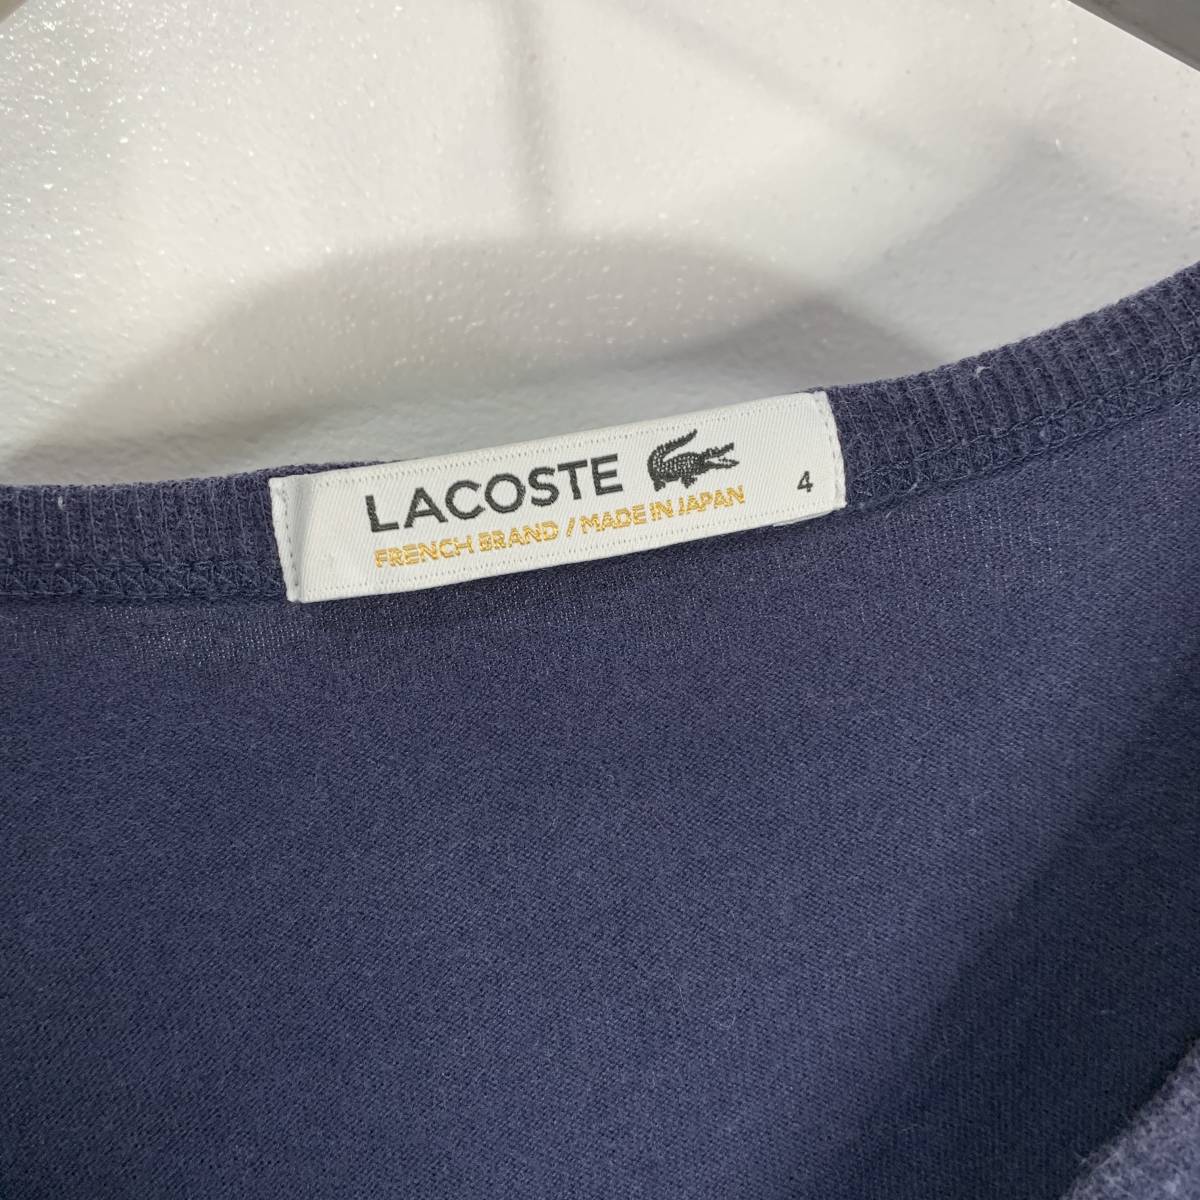 LACOSTE
FRENCH BRAND / MADE IN JAPAN
4